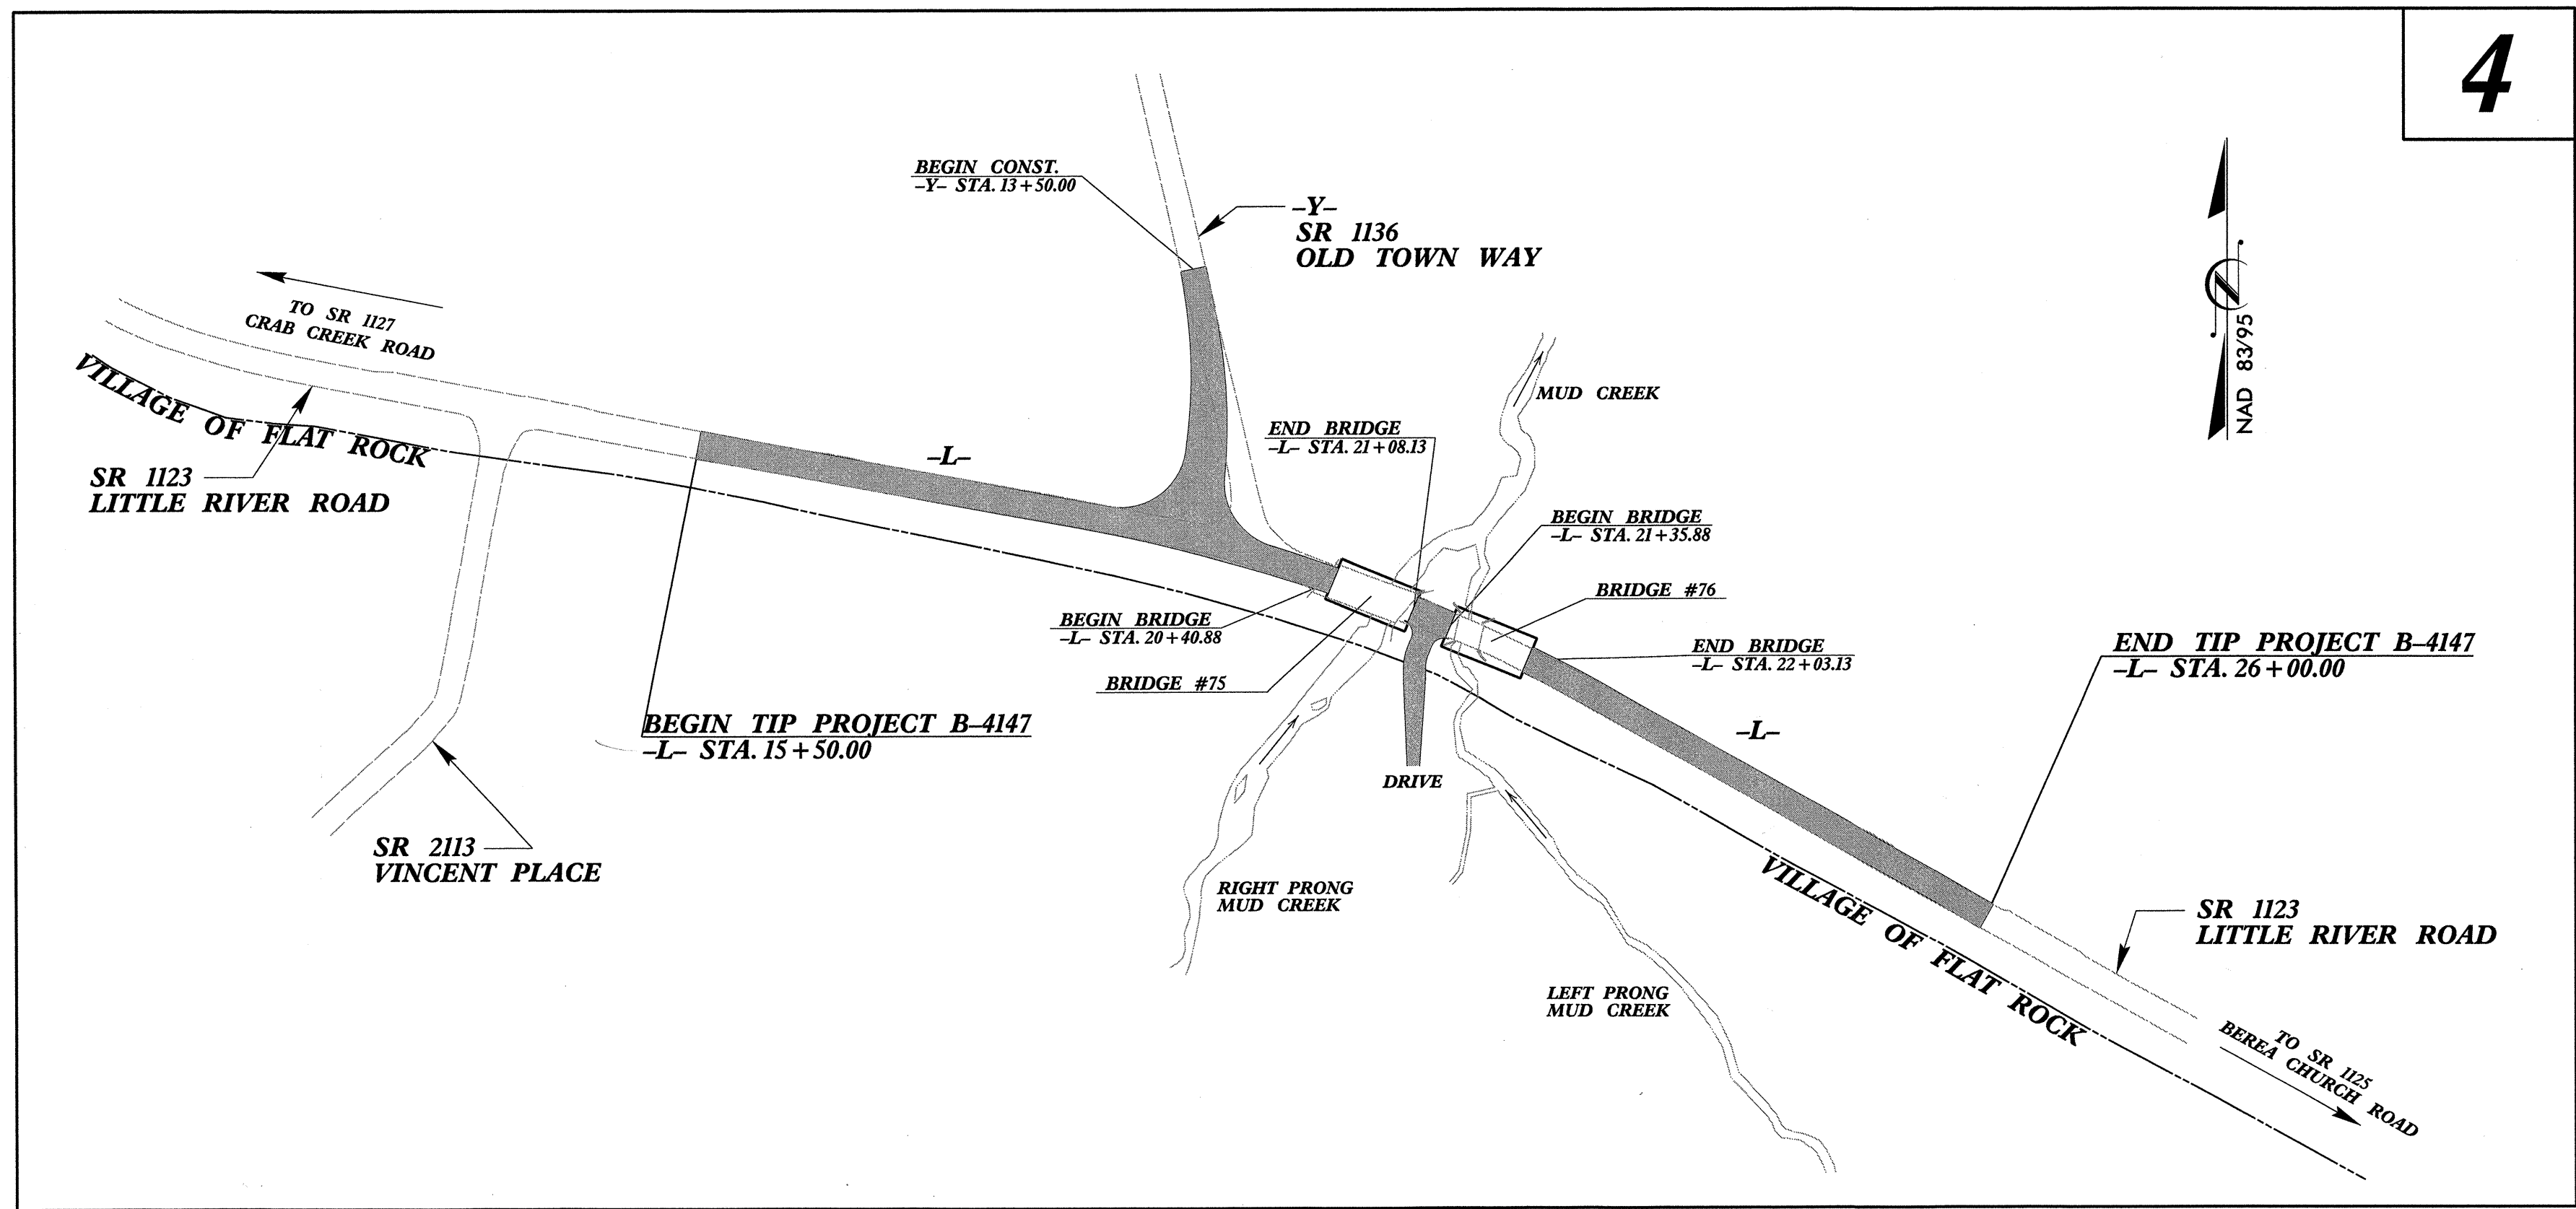 4
BEGIN CONST.
–Y– STA. 13+50.00
–Y–
SR 1136
OLD TOWN WAY
NAD 83/95
TO SR 1127
CRAB CREEK ROAD
VILLAGE OF FLAT ROCK
SR 1123
LITTLE RIVER ROAD
–L–
END BRIDGE
–L– STA. 21+08.13
MUD CREEK
BEGIN BRIDGE
–L– STA. 21+35.88
BRIDGE #76
BEGIN BRIDGE
–L– STA. 20+40.88
BRIDGE #75
END BRIDGE
–L– STA. 22+03.13
END TIP PROJECT B–4147
–L– STA. 26+00.00
BEGIN TIP PROJECT B–4147
–L– STA. 15+50.00
–L–
DRIVE
SR 2113
VINCENT PLACE
RIGHT PRONG
MUD CREEK
VILLAGE OF FLAT ROCK
SR 1123
LITTLE RIVER ROAD
LEFT PRONG
MUD CREEK
TO SR 1125
BEREA CHURCH ROAD